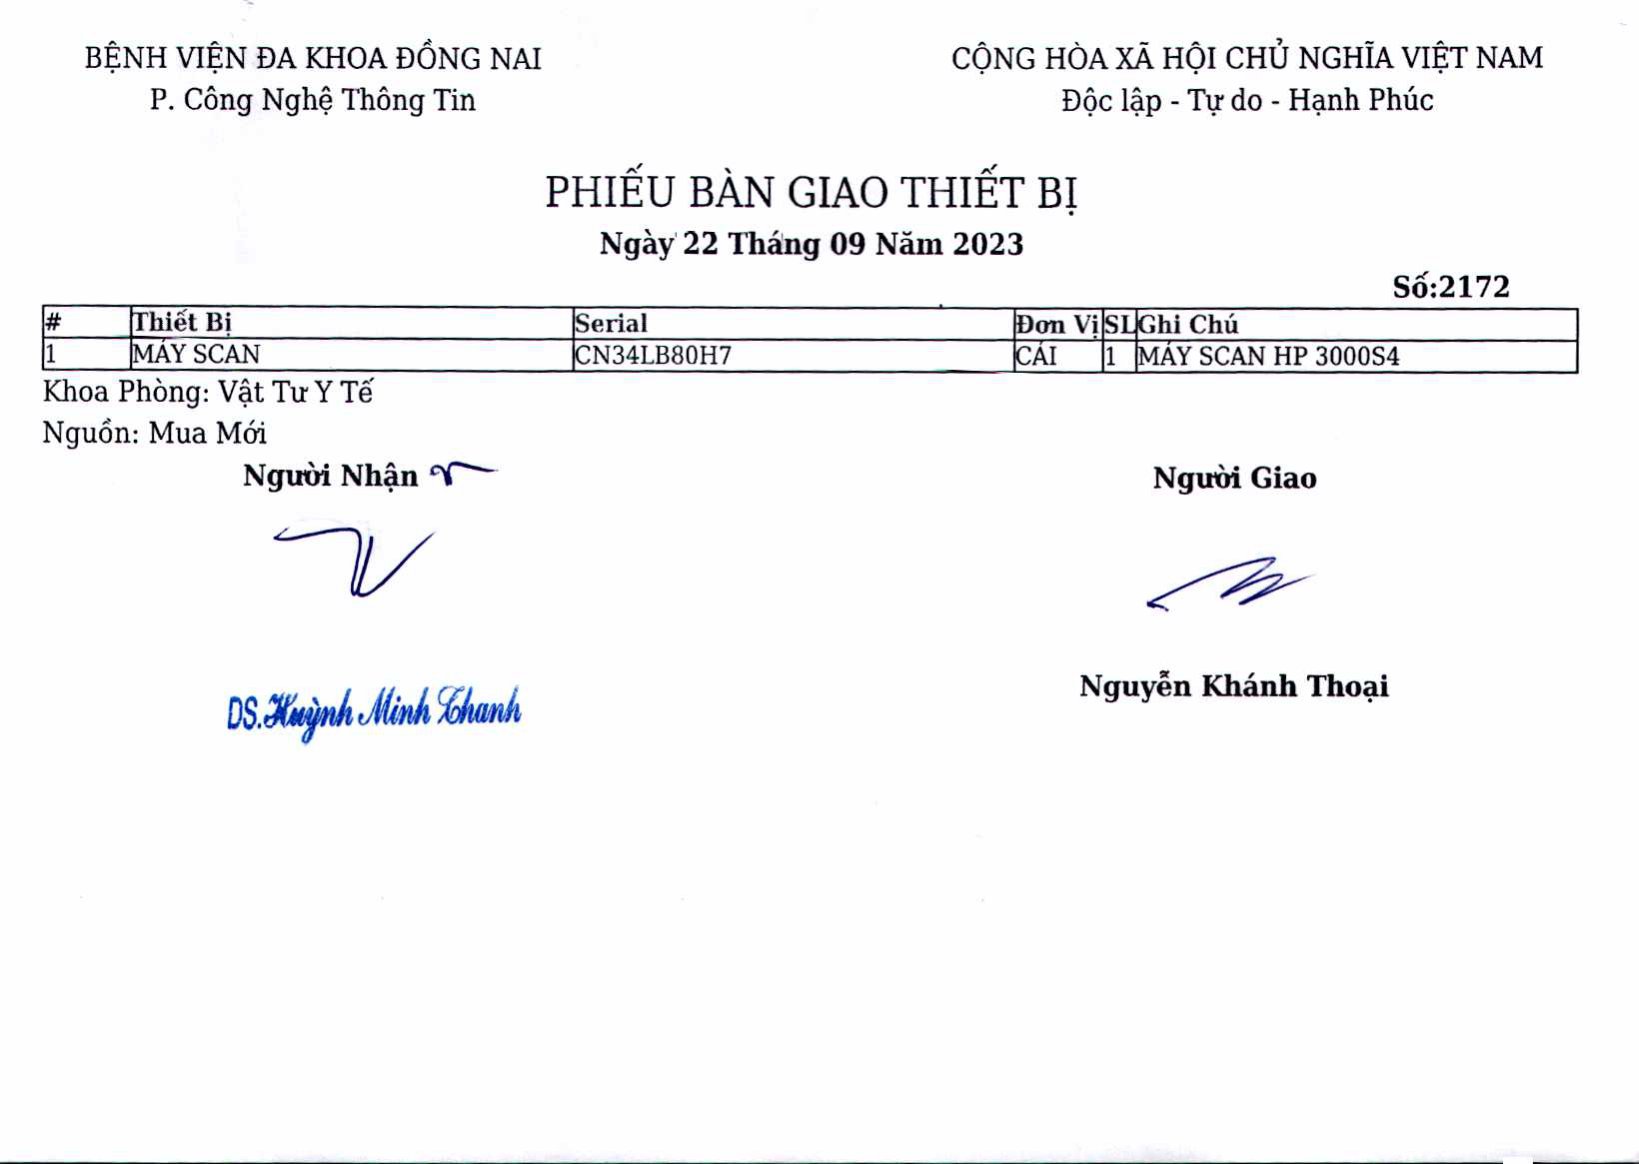 BỆNH VIỆN ĐA KHOA ĐỒNG NAI
P. Công Nghệ Thông Tin
CỘNG HÒA XÃ HỘI CHỦ NGHĨA VIỆT NAM
Độc lập - Tự do - Hạnh Phúc
PHIẾU BÀN GIAO THIẾT BỊ
Ngày 22 Tháng 09 Năm 2023
Số:2172
# Thiết Bị Serial Đơn Vị SL Ghi Chú
1 MÁY SCAN CN34LB80H7 CÁI 1 MÁY SCAN HP 3000S4
Khoa Phòng: Vật Tư Y Tế
Nguồn: Mua Mới
Người Nhận
Người Giao
DS. Huỳnh Minh Thanh
Nguyễn Khánh Thoại